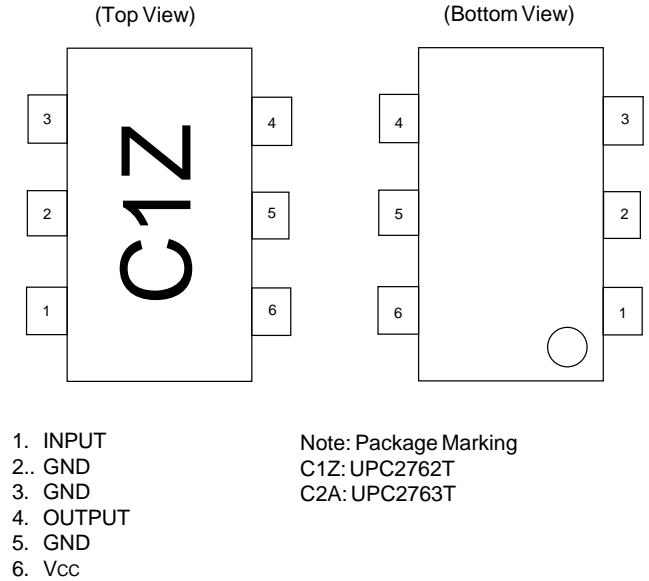 (Top View)
(Bottom View)
3
4
2
5
1
6
C1Z
4
3
5
2
6
1
1. INPUT
2.. GND
3. GND
4. OUTPUT
5. GND
6. VCC
Note: Package Marking
C1Z: UPC2762T
C2A: UPC2763T